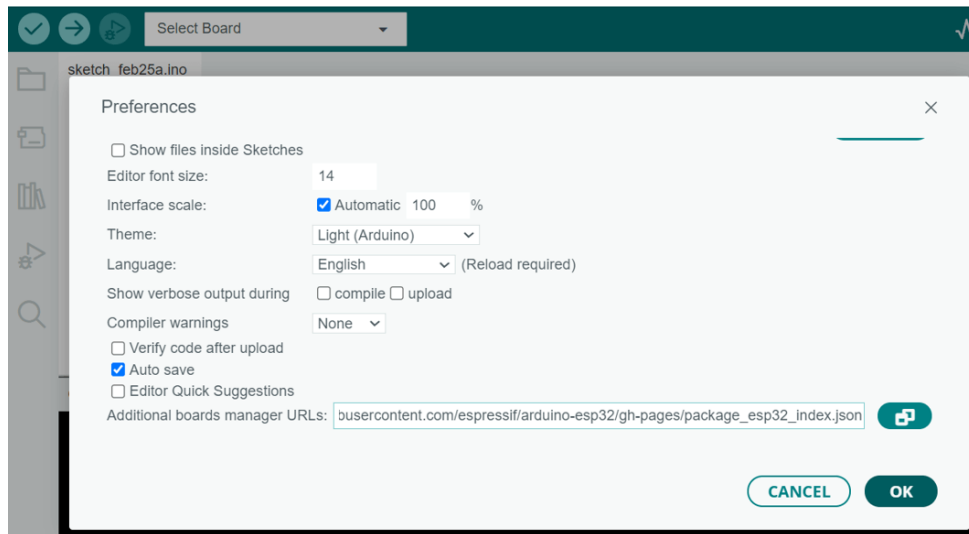 Select Board
sketch_feb25a.ino
Preferences
Show files inside Sketches
Editor font size: 14
Interface scale: Automatic 100 %
Theme: Light (Arduino)
Language: English (Reload required)
Show verbose output during compile upload
Compiler warnings None
Verify code after upload
Auto save
Editor Quick Suggestions
Additional boards manager URLs: busercontent.com/espressif/arduino-esp32/gh-pages/package_esp32_index.json
CANCEL OK